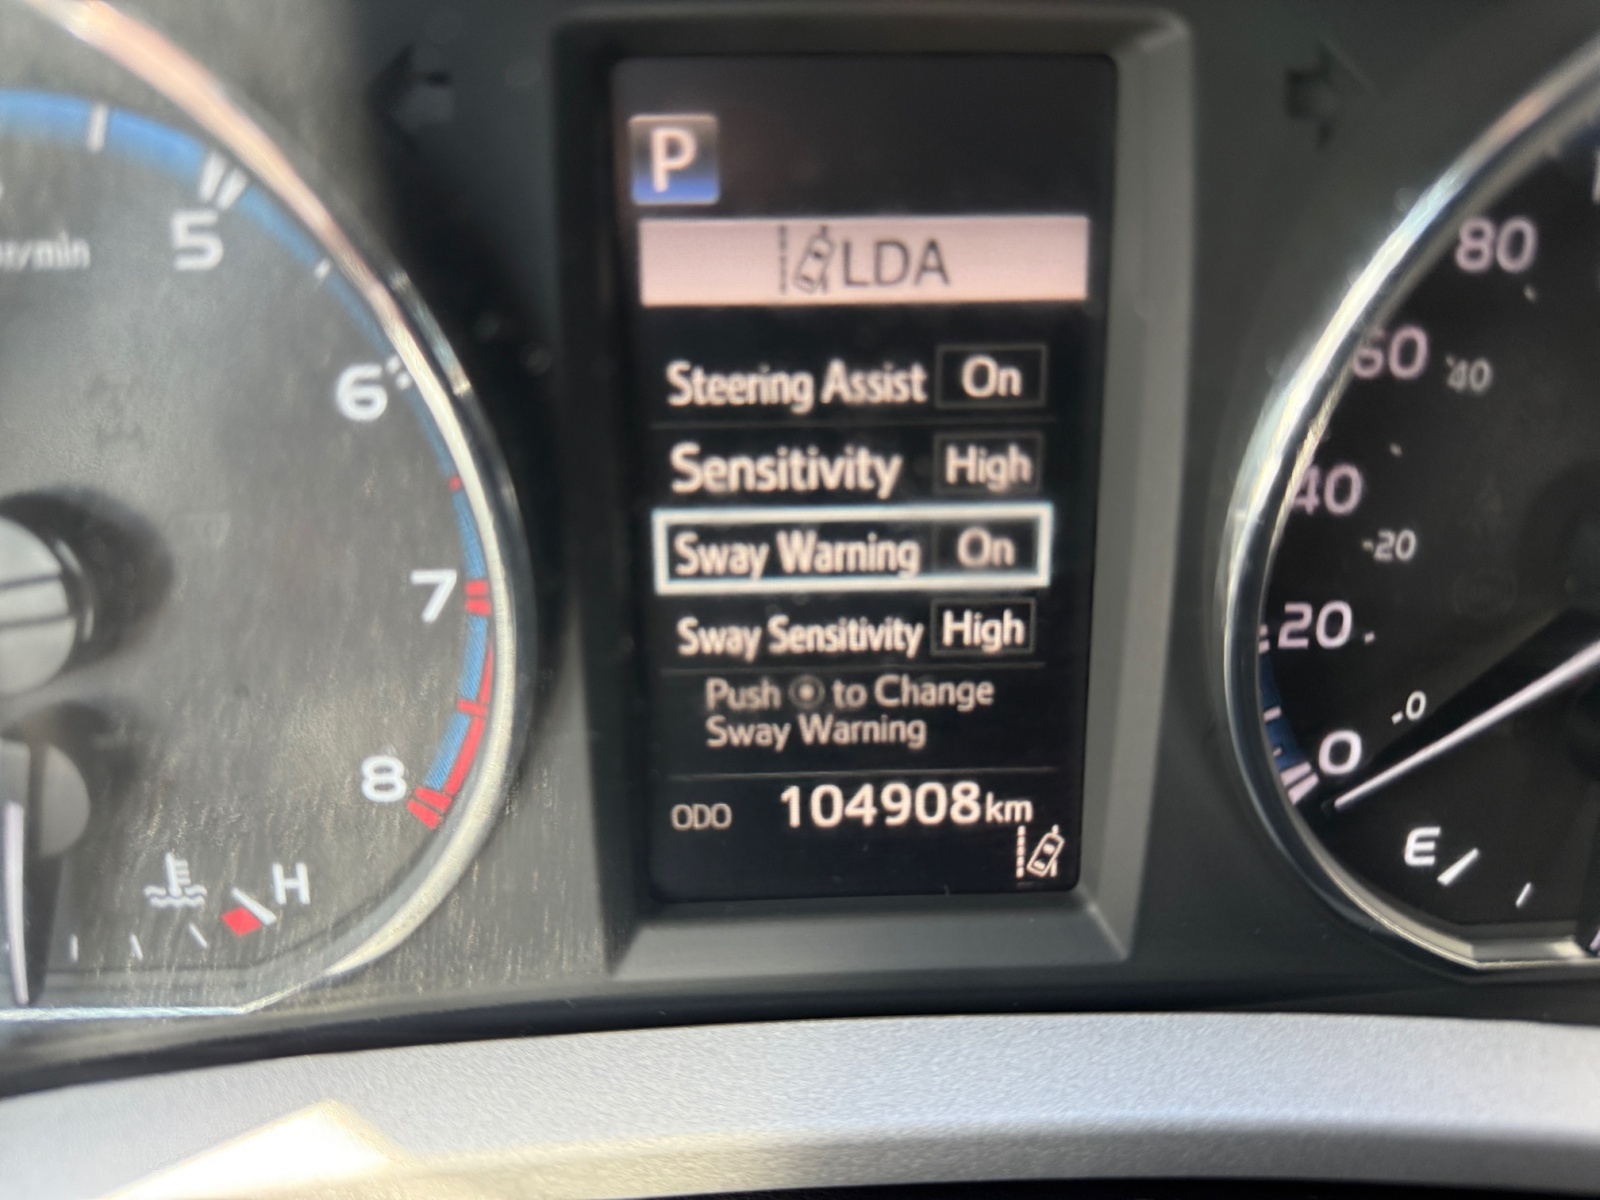 P
LDA
Steering Assist On
Sensitivity High
Sway Warning On
Sway Sensitivity High
Push to Change
Sway Warning
ODO 104908km
5
6
7
8
H
80
60
40
40
-20
20
-0
0
E